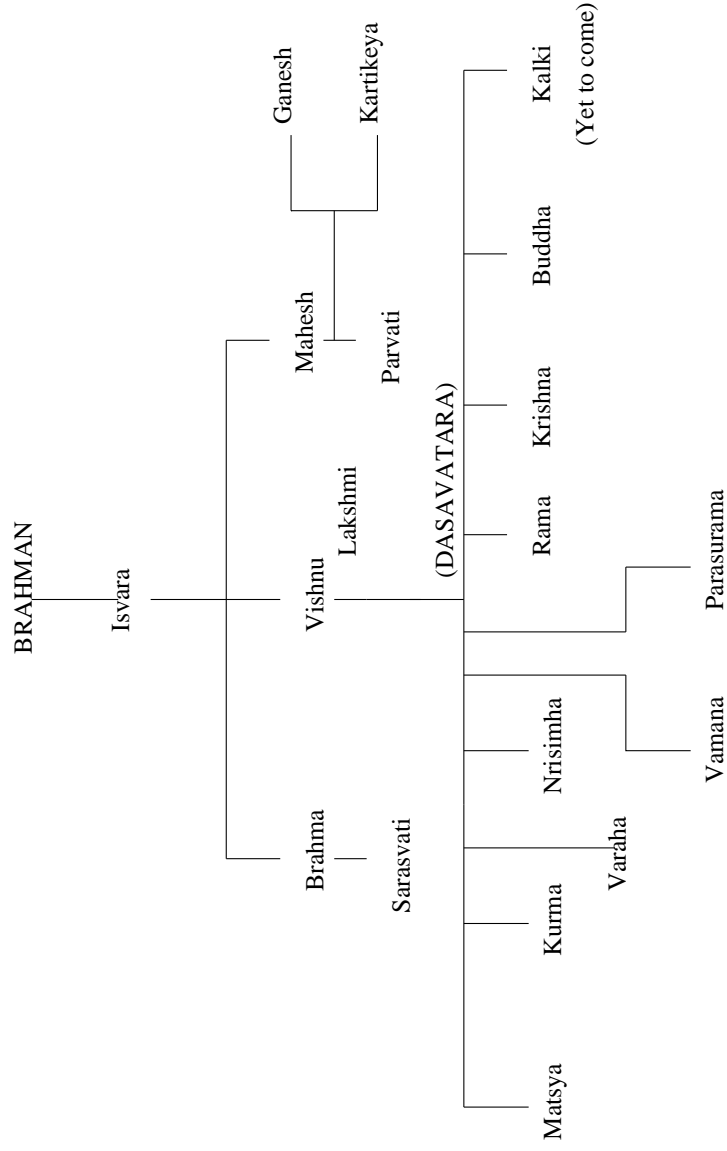 BRAHMAN
Isvara
Brahma
Vishnu
Mahesh
Sarasvati
Lakshmi
Parvati
Ganesh
Kartikeya
(DASAVATARA)
Matsya
Kurma
Varaha
Nrisimha
Vamana
Parasurama
Rama
Krishna
Buddha
Kalki
(Yet to come)